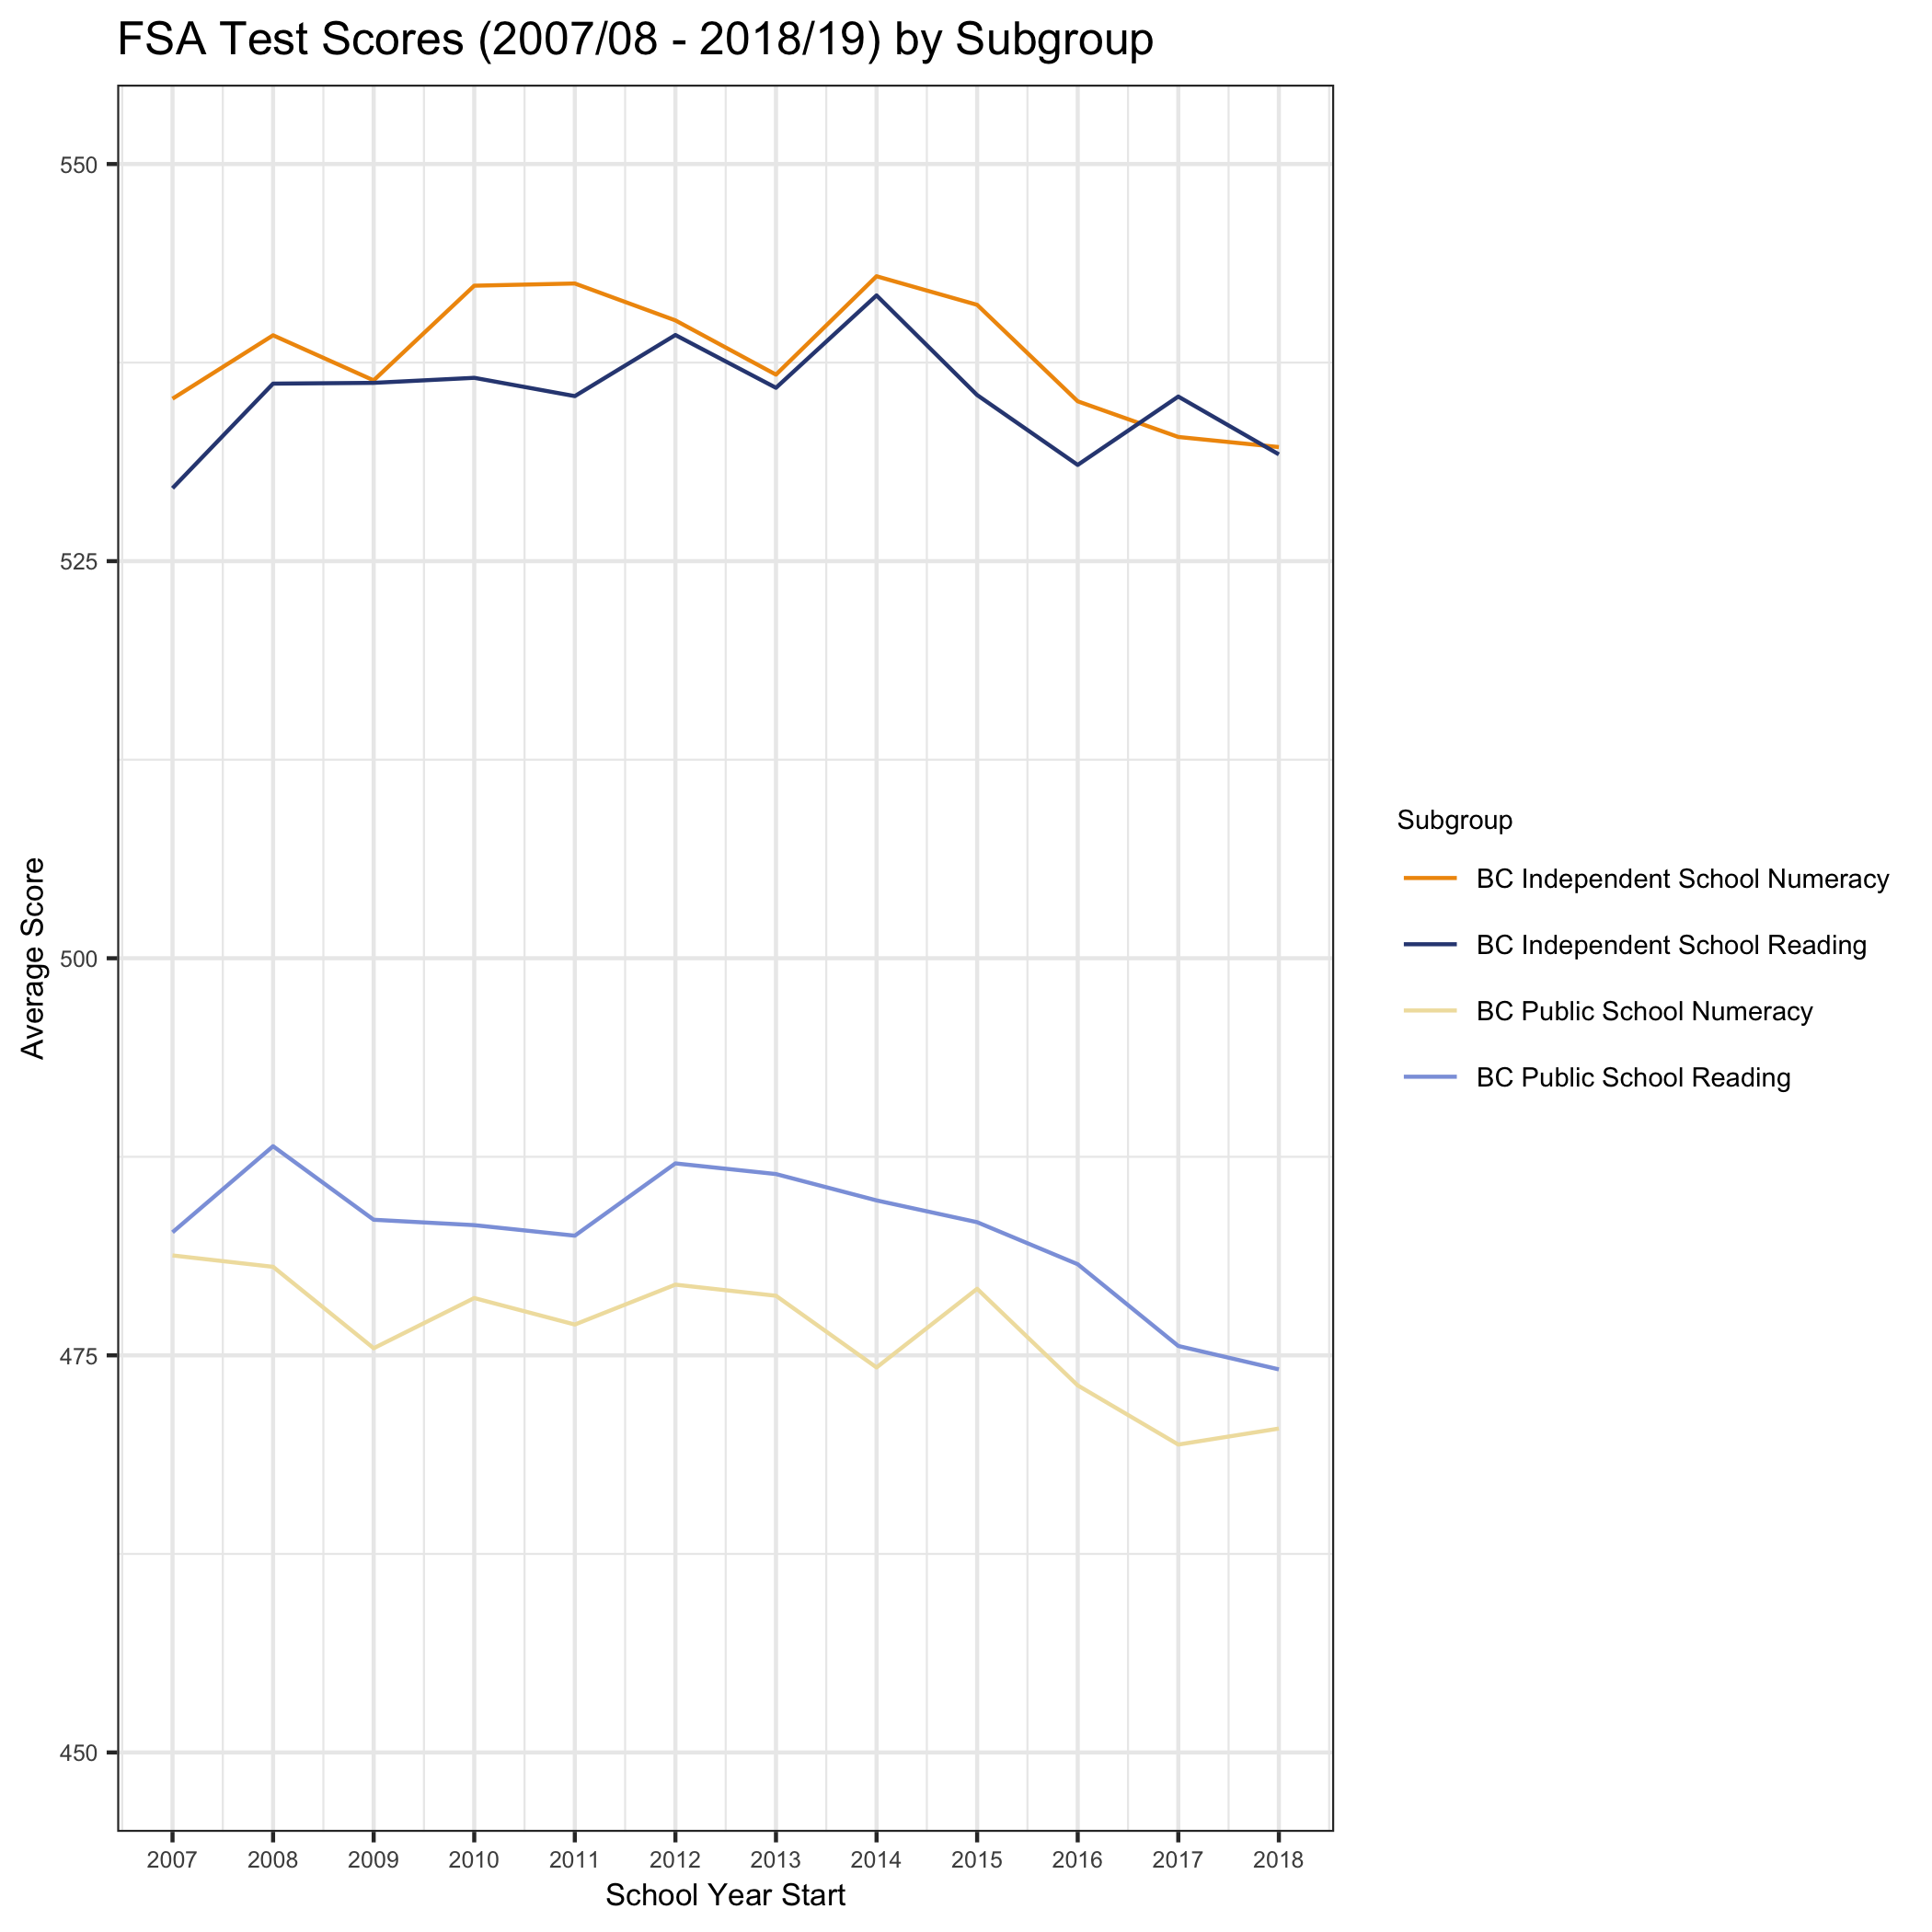 FSA Test Scores (2007/08 - 2018/19) by Subgroup
550
525
500
475
450
Average Score
2007 2008 2009 2010 2011 2012 2013 2014 2015 2016 2017 2018
School Year Start
Subgroup
BC Independent School Numeracy
BC Independent School Reading
BC Public School Numeracy
BC Public School Reading